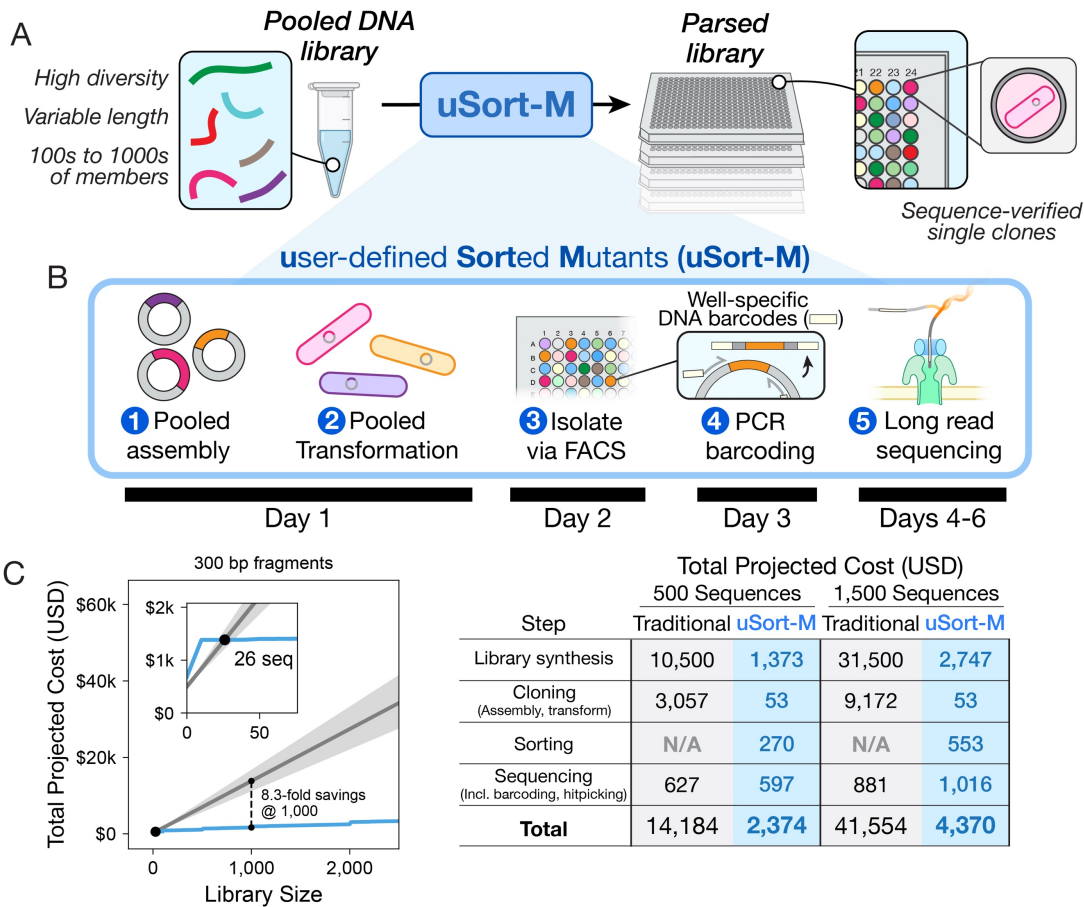 A
Pooled DNA
library
Parsed
library
High diversity
Variable length
100s to 1000s
of members
uSort-M
21 22 23 24
Sequence-verified
single clones
user-defined Sorted Mutants (uSort-M)
B
Well-specific
DNA barcodes ( )
1 2 3 4 5 6 7
A
B
C
D
1 Pooled
assembly
2 Pooled
Transformation
3 Isolate
via FACS
4 PCR
barcoding
5 Long read
sequencing
Day 1
Day 2
Day 3
Days 4-6
C
300 bp fragments
Total Projected Cost (USD)
$60k
$40k
$20k
$0
$2k
$1k
$0
0 50
26 seq
8.3-fold savings
@ 1,000
0 1,000 2,000
Library Size
Total Projected Cost (USD)
500 Sequences 1,500 Sequences
Step Traditional uSort-M Traditional uSort-M
Library synthesis 10,500 1,373 31,500 2,747
Cloning
(Assembly, transform) 3,057 53 9,172 53
Sorting N/A 270 N/A 553
Sequencing
(Incl. barcoding, hitpicking) 627 597 881 1,016
Total 14,184 2,374 41,554 4,370